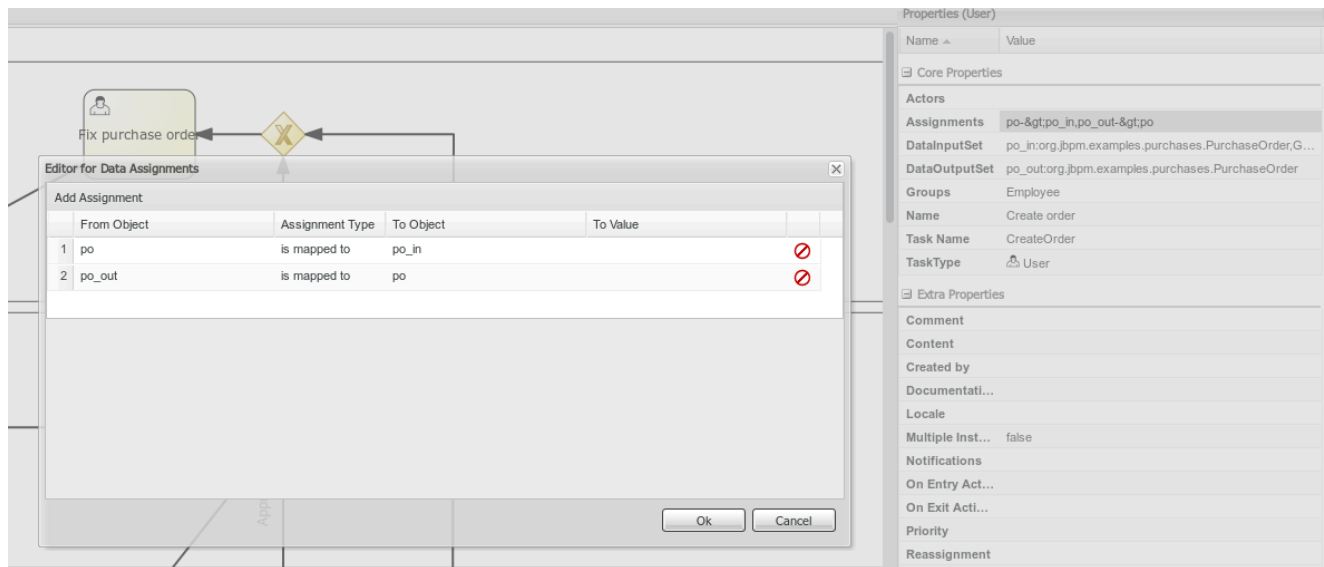 Properties (User)
Name Value
Core Properties
Actors
Assignments po-&gt;po_in,po_out-&gt;po
DataInputSet po_in:org.jbpm.examples.purchases.PurchaseOrder,G...
DataOutputSet po_out:org.jbpm.examples.purchases.PurchaseOrder
Groups Employee
Name Create order
Task Name CreateOrder
TaskType User
Extra Properties
Comment
Content
Created by
Documentati...
Locale
Multiple Inst... false
Notifications
On Entry Act...
On Exit Acti...
Priority
Reassignment
Fix purchase order
X
Editor for Data Assignments
Add Assignment
From Object Assignment Type To Object To Value
1 po is mapped to po_in
2 po_out is mapped to po
Ok Cancel